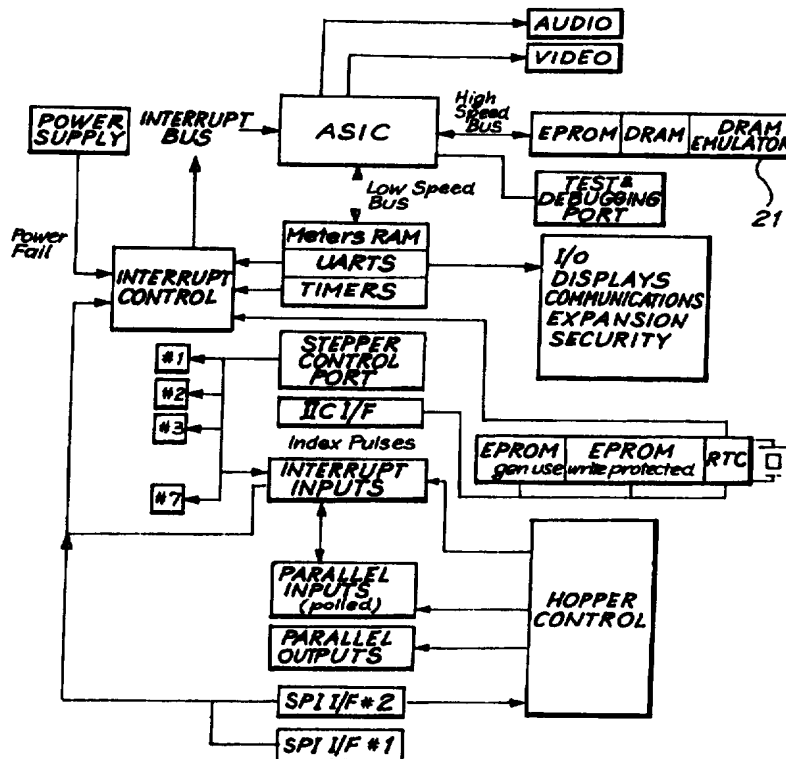 AUDIO
VIDEO
POWER
SUPPLY
INTERRUPT
BUS
ASIC
High
Speed
Bus
EPROM
DRAM
DRAM
EMULATOR
21
TEST &
DEBUGGING
PORT
Low Speed
Bus
Power
Fail
INTERRUPT
CONTROL
Meters RAM
UARTS
TIMERS
I/O
DISPLAYS
COMMUNICATIONS
EXPANSION
SECURITY
#1
#2
#3
#7
STEPPER
CONTROL
PORT
IIC I/F
Index Pulses
INTERRUPT
INPUTS
EPROM
gen use
EPROM
write protected
RTC
PARALLEL
INPUTS
(polled)
PARALLEL
OUTPUTS
HOPPER
CONTROL
SPI I/F #2
SPI I/F #1